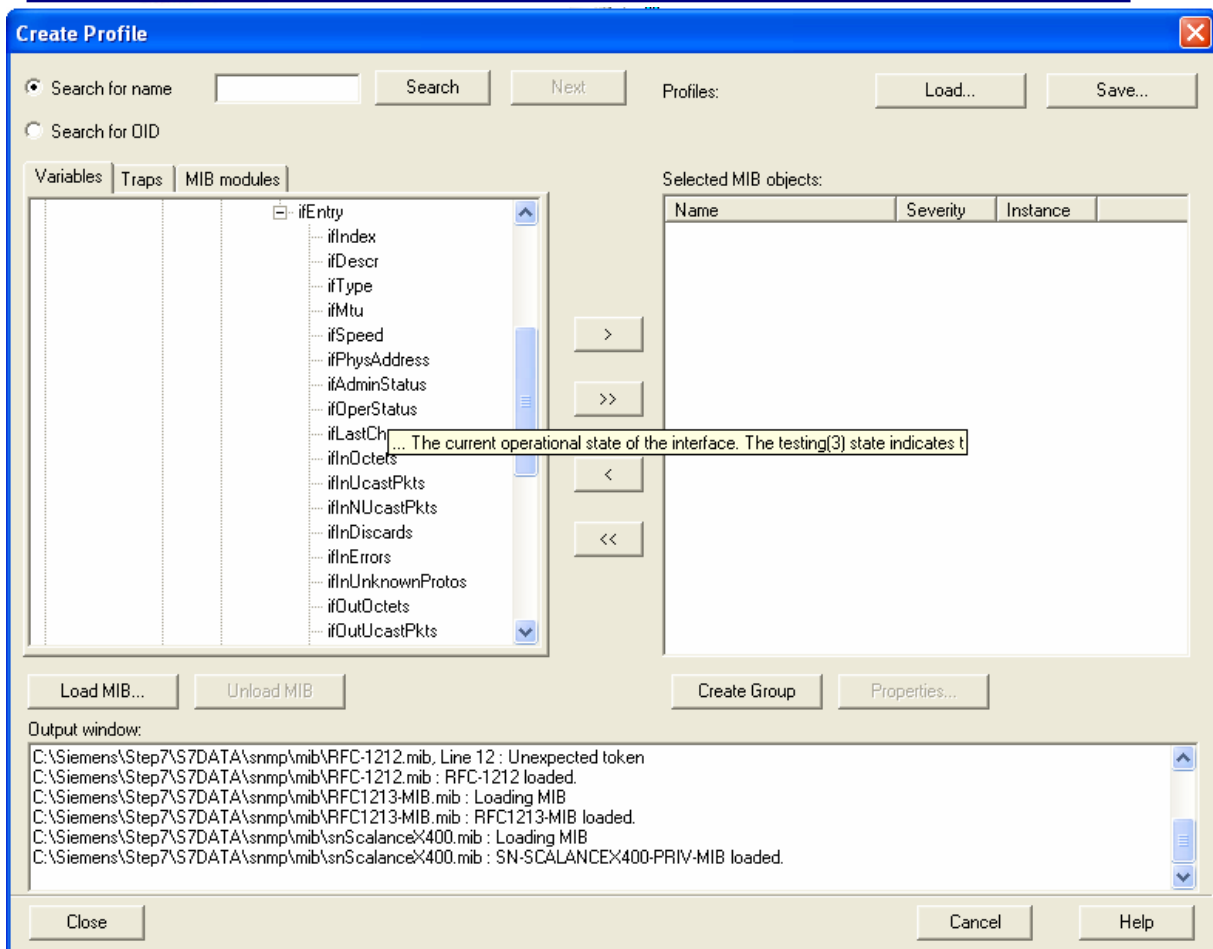 Create Profile
Search for name
Search
Next
Search for OID
Profiles:
Load...
Save...
Variables
Traps
MIB modules
ifEntry
ifIndex
ifDescr
ifType
ifMtu
ifSpeed
ifPhysAddress
ifAdminStatus
ifOperStatus
ifLastCh
... The current operational state of the interface. The testing(3) state indicates t
ifInOctets
ifInUcastPkts
ifInNUcastPkts
ifInDiscards
ifInErrors
ifInUnknownProtos
ifOutOctets
ifOutUcastPkts
>
>>
<
<<
Selected MIB objects:
Name
Severity
Instance
Load MIB...
Unload MIB
Create Group
Properties...
Output window:
C:\Siemens\Step7\S7DATA\snmp\mib\RFC-1212.mib, Line 12 : Unexpected token
C:\Siemens\Step7\S7DATA\snmp\mib\RFC-1212.mib : RFC-1212 loaded.
C:\Siemens\Step7\S7DATA\snmp\mib\RFC1213-MIB.mib : Loading MIB
C:\Siemens\Step7\S7DATA\snmp\mib\RFC1213-MIB.mib : RFC1213-MIB loaded.
C:\Siemens\Step7\S7DATA\snmp\mib\snScalanceX400.mib : Loading MIB
C:\Siemens\Step7\S7DATA\snmp\mib\snScalanceX400.mib : SN-SCALANCEX400-PRIV-MIB loaded.
Close
Cancel
Help